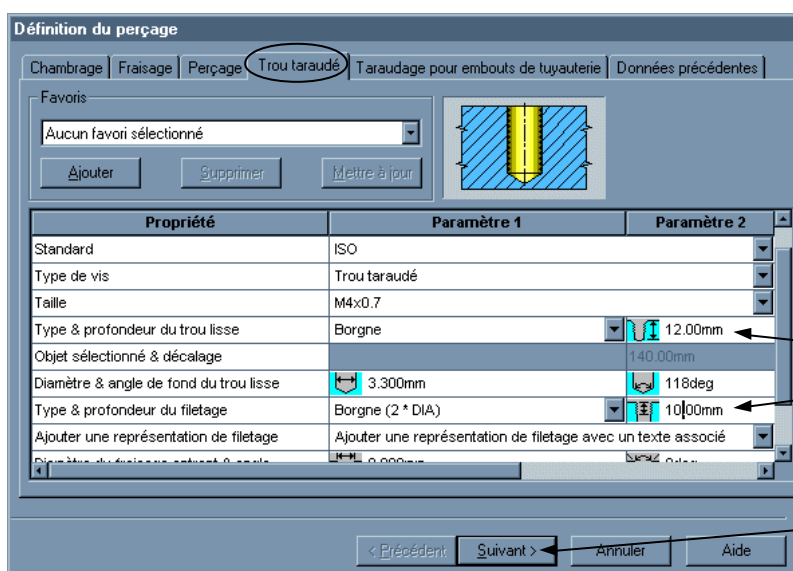 Définition du perçage
Chambrage Fraisage Perçage Trou taraudé Taraudage pour embouts de tuyauterie Données précédentes
Favoris
Aucun favori sélectionné
Ajouter Supprimer Mettre à jour
Propriété Paramètre 1 Paramètre 2
Standard ISO
Type de vis Trou taraudé
Taille M4x0.7
Type & profondeur du trou lisse Borgne 12.00mm
Objet sélectionné & décalage 140.00mm
Diamètre & angle de fond du trou lisse 3.300mm 118deg
Type & profondeur du filetage Borgne (2 * DIA) 10.00mm
Ajouter une représentation de filetage Ajouter une représentation de filetage avec un texte associé
< Précédent Suivant > Annuler Aide